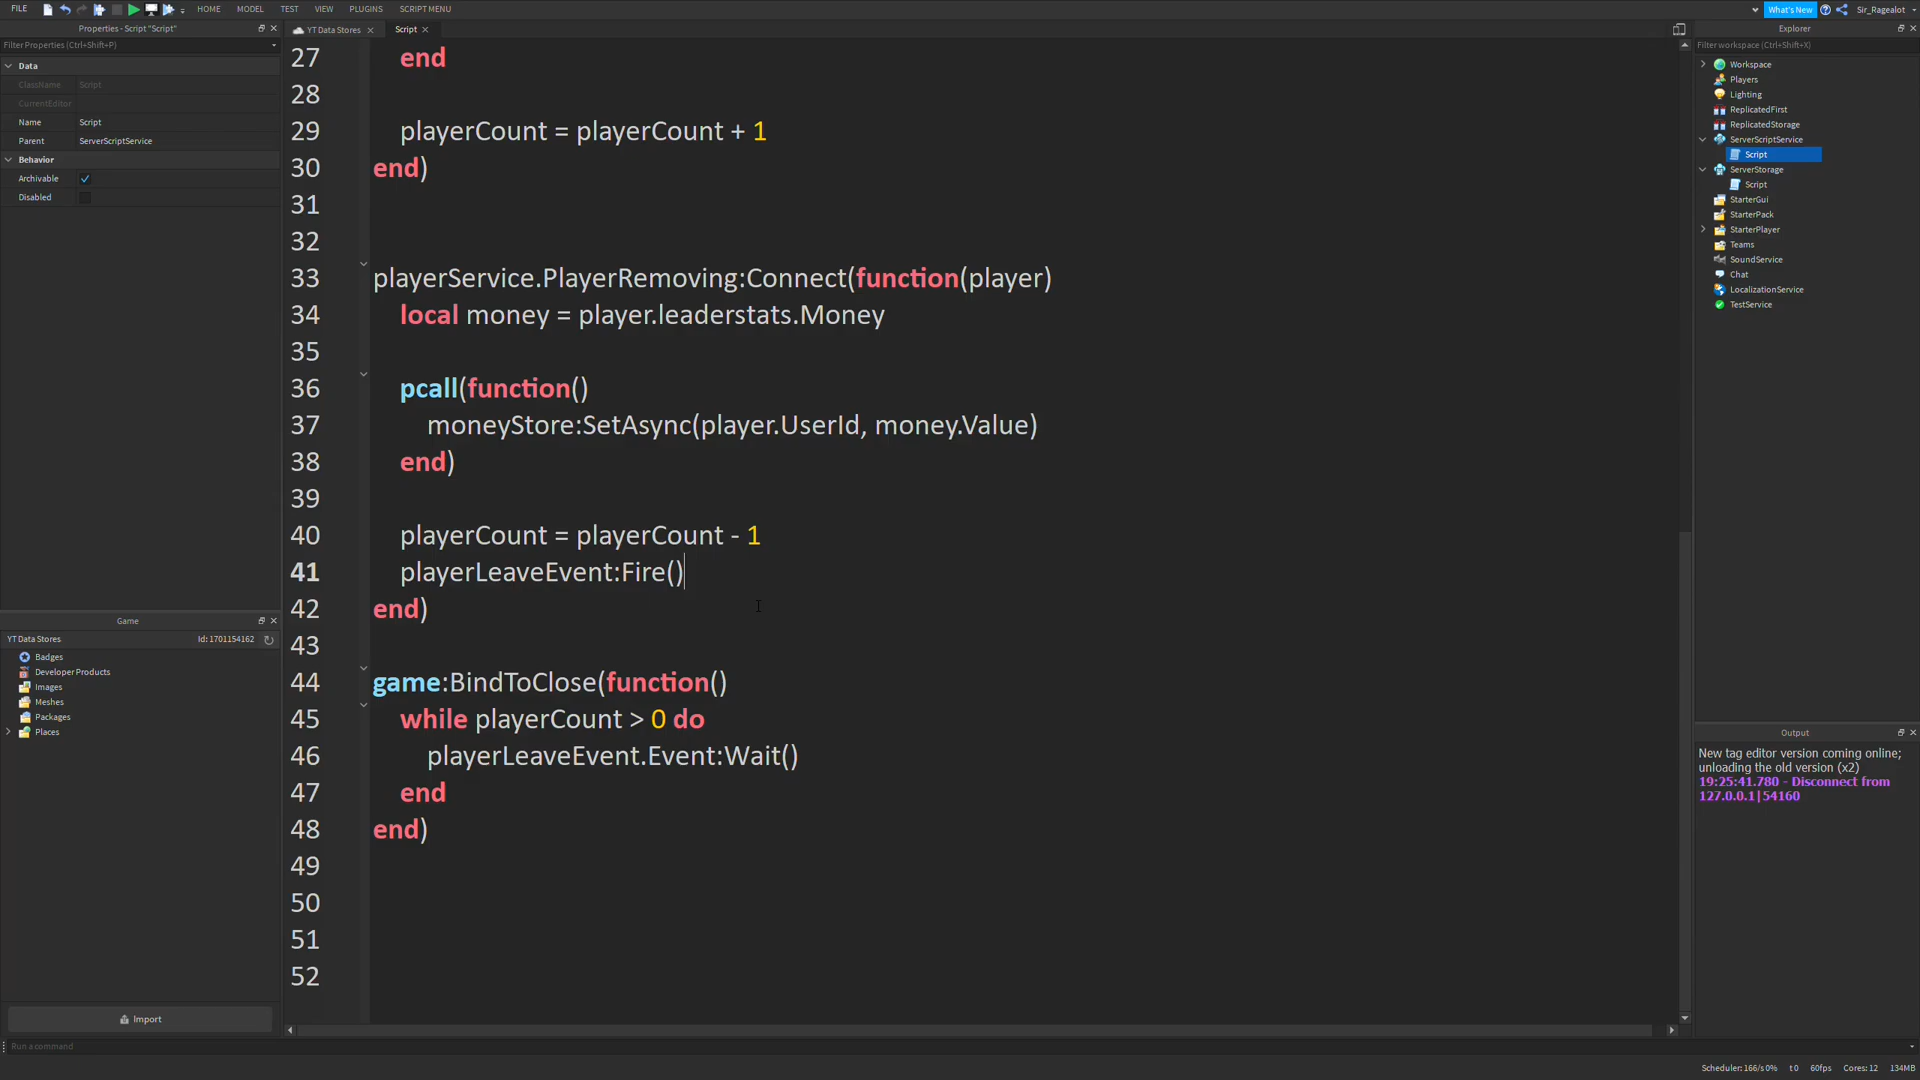 FILE HOME MODEL TEST VIEW PLUGINS SCRIPT MENU What's New Sir_Ragealot
Properties - Script "Script"
Filter Properties (Ctrl+Shift+P)
Data
ClassName Script
CurrentEditor
Name Script
Parent ServerScriptService
Behavior
Archivable
Disabled
Game
YT Data Stores Id: 1701154162
Badges
Developer Products
Images
Meshes
Packages
Places
Import
Run a command
YT Data Stores Script
27 end
28
29 playerCount = playerCount + 1
30 end)
31
32
33 playerService.PlayerRemoving:Connect(function(player)
34 local money = player.leaderstats.Money
35
36 pcall(function()
37 moneyStore:SetAsync(player.UserId, money.Value)
38 end)
39
40 playerCount = playerCount - 1
41 playerLeaveEvent:Fire()
42 end)
43
44 game:BindToClose(function()
45 while playerCount > 0 do
46 playerLeaveEvent.Event:Wait()
47 end
48 end)
49
50
51
52
Explorer
Filter workspace (Ctrl+Shift+X)
Workspace
Players
Lighting
ReplicatedFirst
ReplicatedStorage
ServerScriptService
Script
ServerStorage
Script
StarterGui
StarterPack
StarterPlayer
Teams
SoundService
Chat
LocalizationService
TestService
Output
New tag editor version coming online;
unloading the old version (x2)
19:25:41.780 - Disconnect from
127.0.0.1|54160
Scheduler: 166/s 0% t 0 60fps Cores: 12 134MB